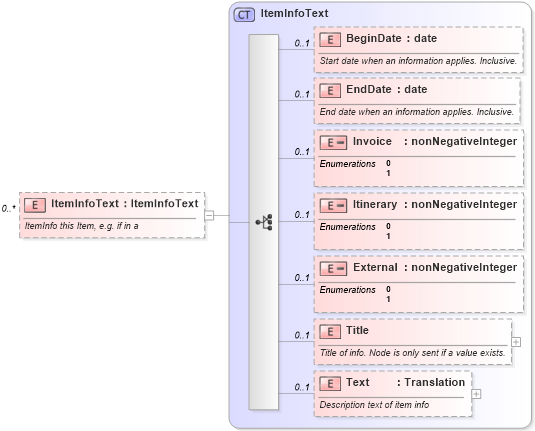 CT ItemInfoText
0..1 E BeginDate : date
Start date when an information applies. Inclusive.
0..1 E EndDate : date
End date when an information applies. Inclusive.
0..1 E Invoice : nonNegativeInteger
Enumerations 0
1
0..1 E Itinerary : nonNegativeInteger
Enumerations 0
1
0..* E ItemInfoText : ItemInfoText
ItemInfo this Item, e.g. if in a
0..1 E External : nonNegativeInteger
Enumerations 0
1
0..1 E Title
Title of info. Node is only sent if a value exists.
0..1 E Text : Translation
Description text of item info